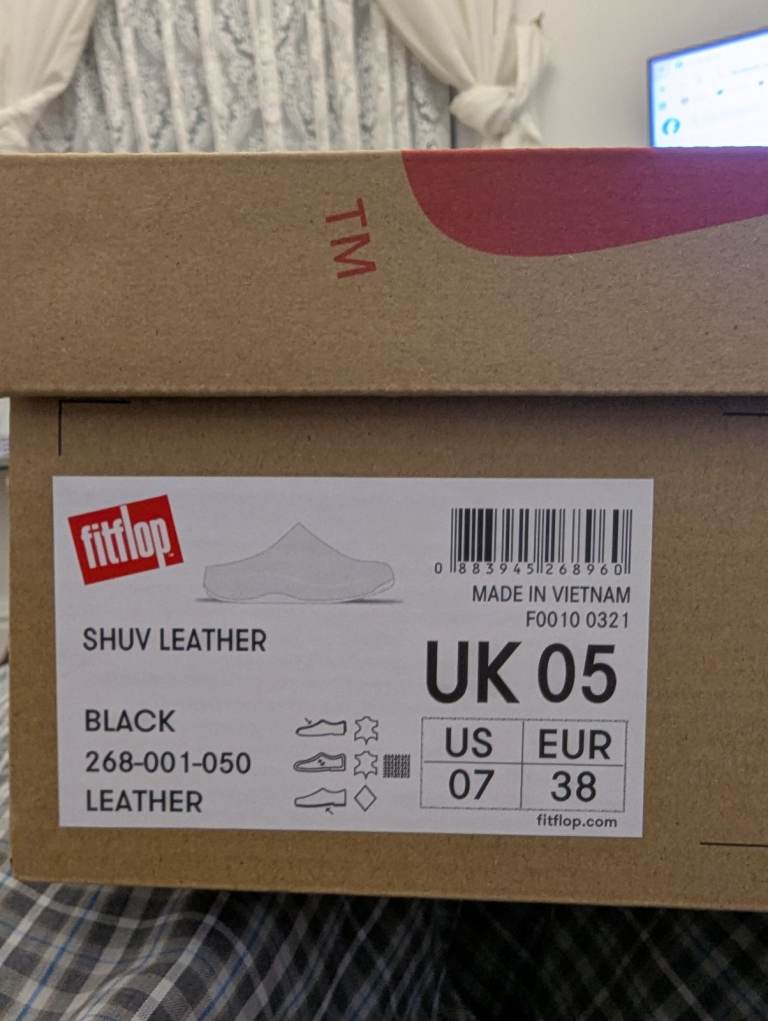 TM
fitflop
0 883945 268960
MADE IN VIETNAM
F0010 0321
SHUV LEATHER
UK 05
BLACK
268-001-050
LEATHER
US EUR
07 38
fitflop.com